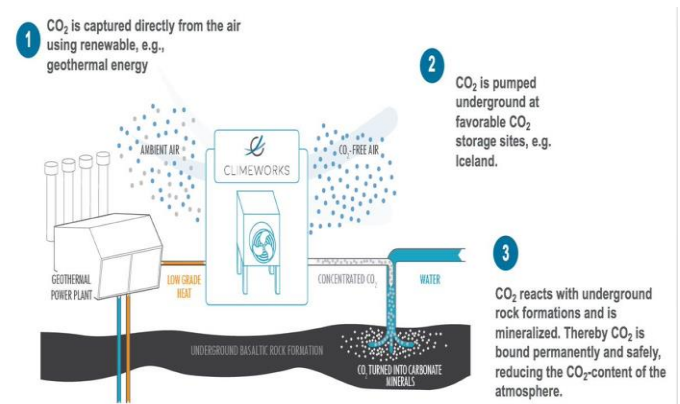 1
CO₂ is captured directly from the air
using renewable, e.g.,
geothermal energy
2
CO₂ is pumped
underground at
favorable CO₂
storage sites, e.g.
Iceland.
AMBIENT AIR
CLIMEWORKS
CO₂-FREE AIR
GEOTHERMAL
POWER PLANT
LOW GRADE
HEAT
CONCENTRATED CO₂
WATER
3
CO₂ reacts with underground
rock formations and is
mineralized. Thereby CO₂ is
bound permanently and safely,
reducing the CO₂-content of the
atmosphere.
UNDERGROUND BASALTIC ROCK FORMATION
CO₂ TURNED INTO CARBONATE
MINERALS